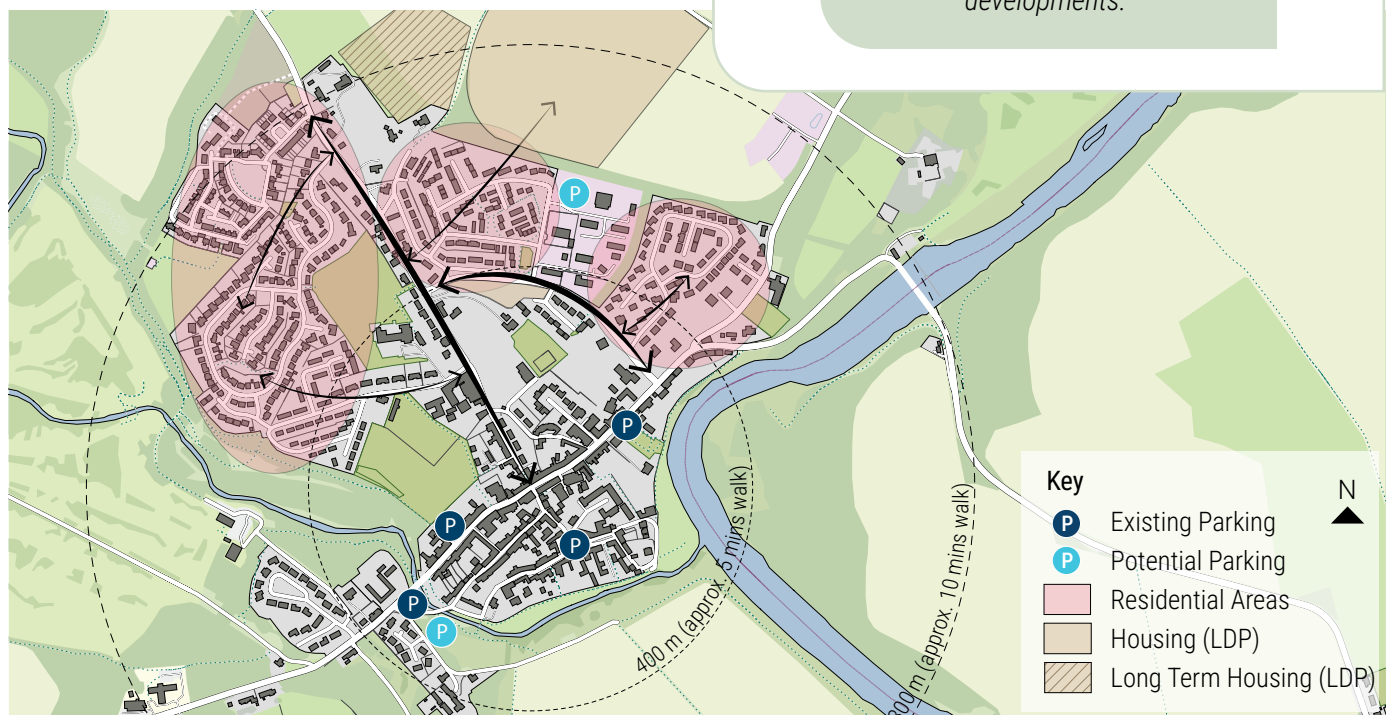 developments.
P
P
P
P
P
P
400 m (approx. 5 mins walk)
800 m (approx. 10 mins walk)
Key
N
P Existing Parking
P Potential Parking
Residential Areas
Housing (LDP)
Long Term Housing (LDP)